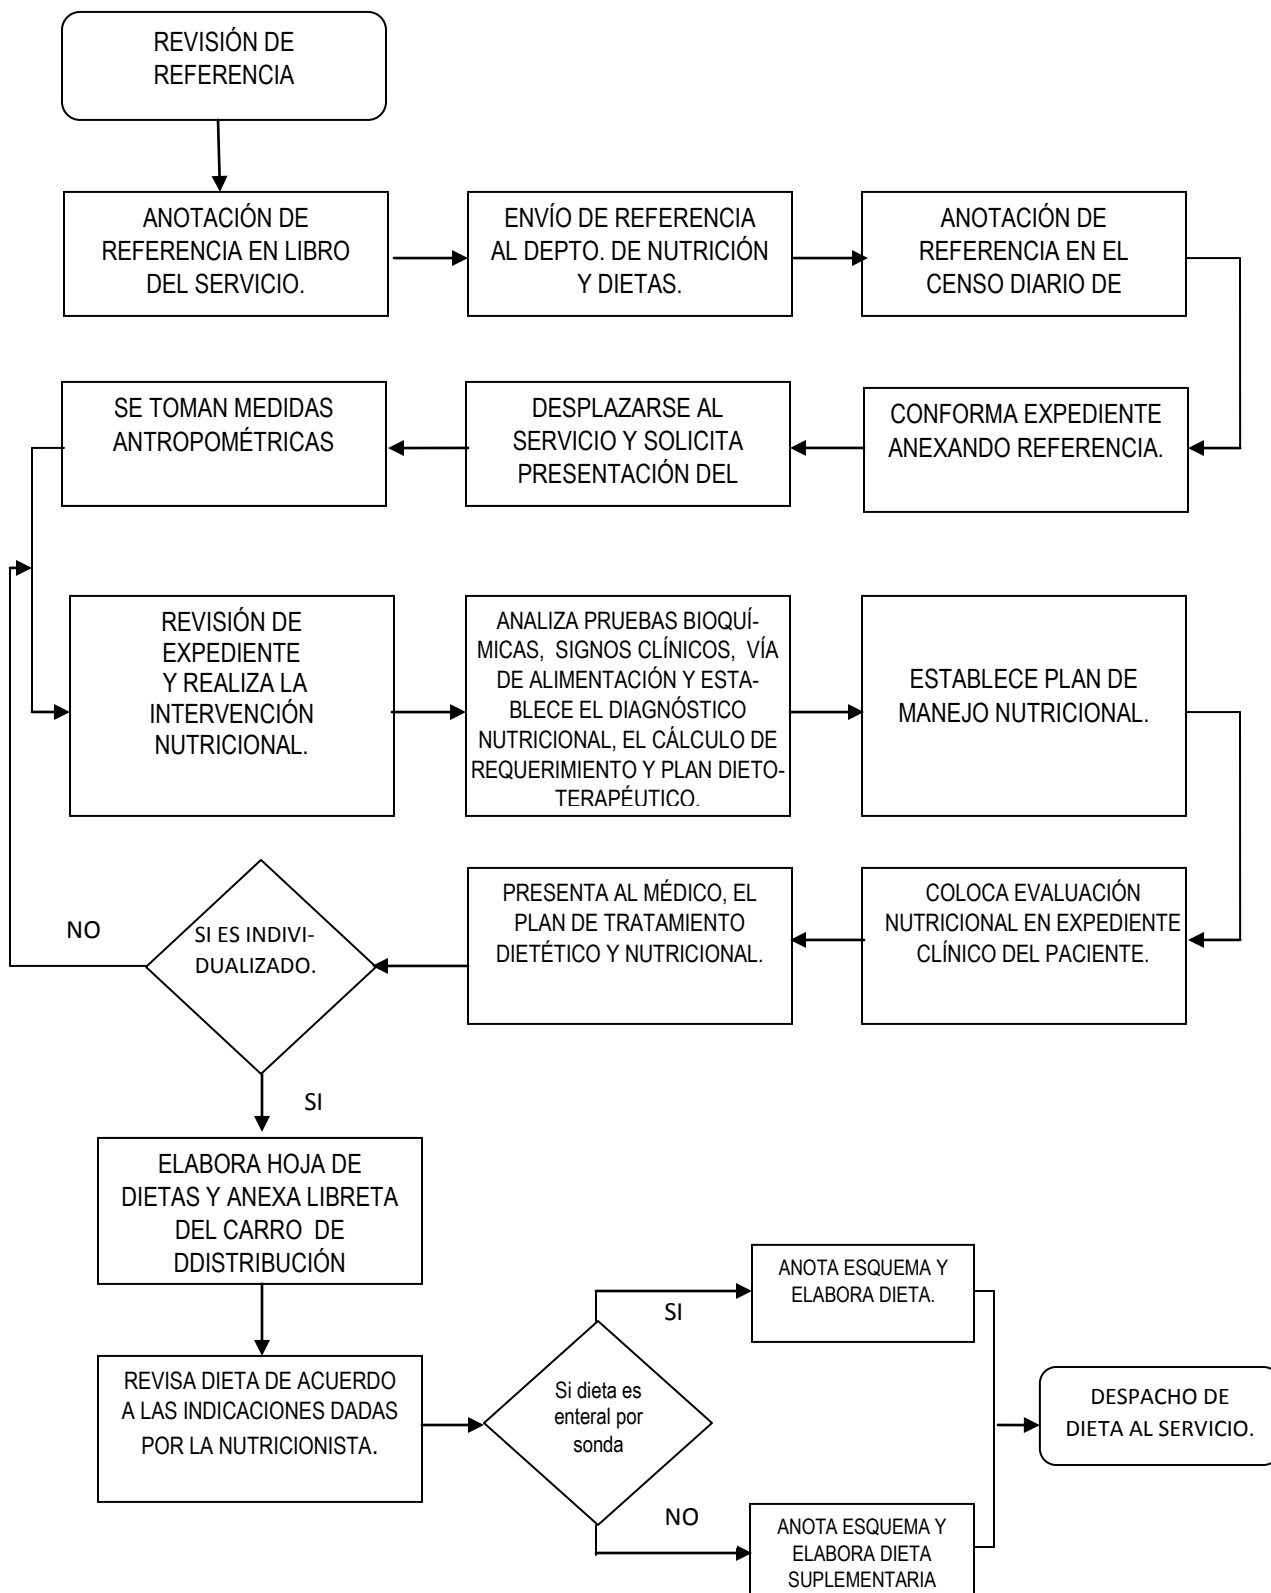 REVISIÓN DE
REFERENCIA
ANOTACIÓN DE
REFERENCIA EN LIBRO
DEL SERVICIO.
ENVÍO DE REFERENCIA
AL DEPTO. DE NUTRICIÓN
Y DIETAS.
ANOTACIÓN DE
REFERENCIA EN EL
CENSO DIARIO DE
CONFORMA EXPEDIENTE
ANEXANDO REFERENCIA.
DESPLAZARSE AL
SERVICIO Y SOLICITA
PRESENTACIÓN DEL
SE TOMAN MEDIDAS
ANTROPOMÉTRICAS
REVISIÓN DE
EXPEDIENTE
Y REALIZA LA
INTERVENCIÓN
NUTRICIONAL.
ANALIZA PRUEBAS BIOQUÍ-
MICAS, SIGNOS CLÍNICOS, VÍA
DE ALIMENTACIÓN Y ESTA-
BLECE EL DIAGNÓSTICO
NUTRICIONAL, EL CÁLCULO DE
REQUERIMIENTO Y PLAN DIETO-
TERAPÉUTICO.
ESTABLECE PLAN DE
MANEJO NUTRICIONAL.
COLOCA EVALUACIÓN
NUTRICIONAL EN EXPEDIENTE
CLÍNICO DEL PACIENTE.
PRESENTA AL MÉDICO, EL
PLAN DE TRATAMIENTO
DIETÉTICO Y NUTRICIONAL.
SI ES INDIVI-
DUALIZADO.
NO
SI
ELABORA HOJA DE
DIETAS Y ANEXA LIBRETA
DEL CARRO DE
DDISTRIBUCIÓN
REVISA DIETA DE ACUERDO
A LAS INDICACIONES DADAS
POR LA NUTRICIONISTA.
Si dieta es
enteral por
sonda
SI
ANOTA ESQUEMA Y
ELABORA DIETA.
NO
ANOTA ESQUEMA Y
ELABORA DIETA
SUPLEMENTARIA
DESPACHO DE
DIETA AL SERVICIO.